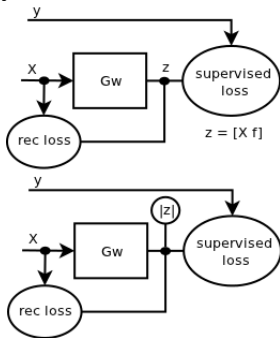 y
X
Gw
z
supervised
loss
rec loss
z = [X f]
y
|z|
X
Gw
supervised
loss
rec loss